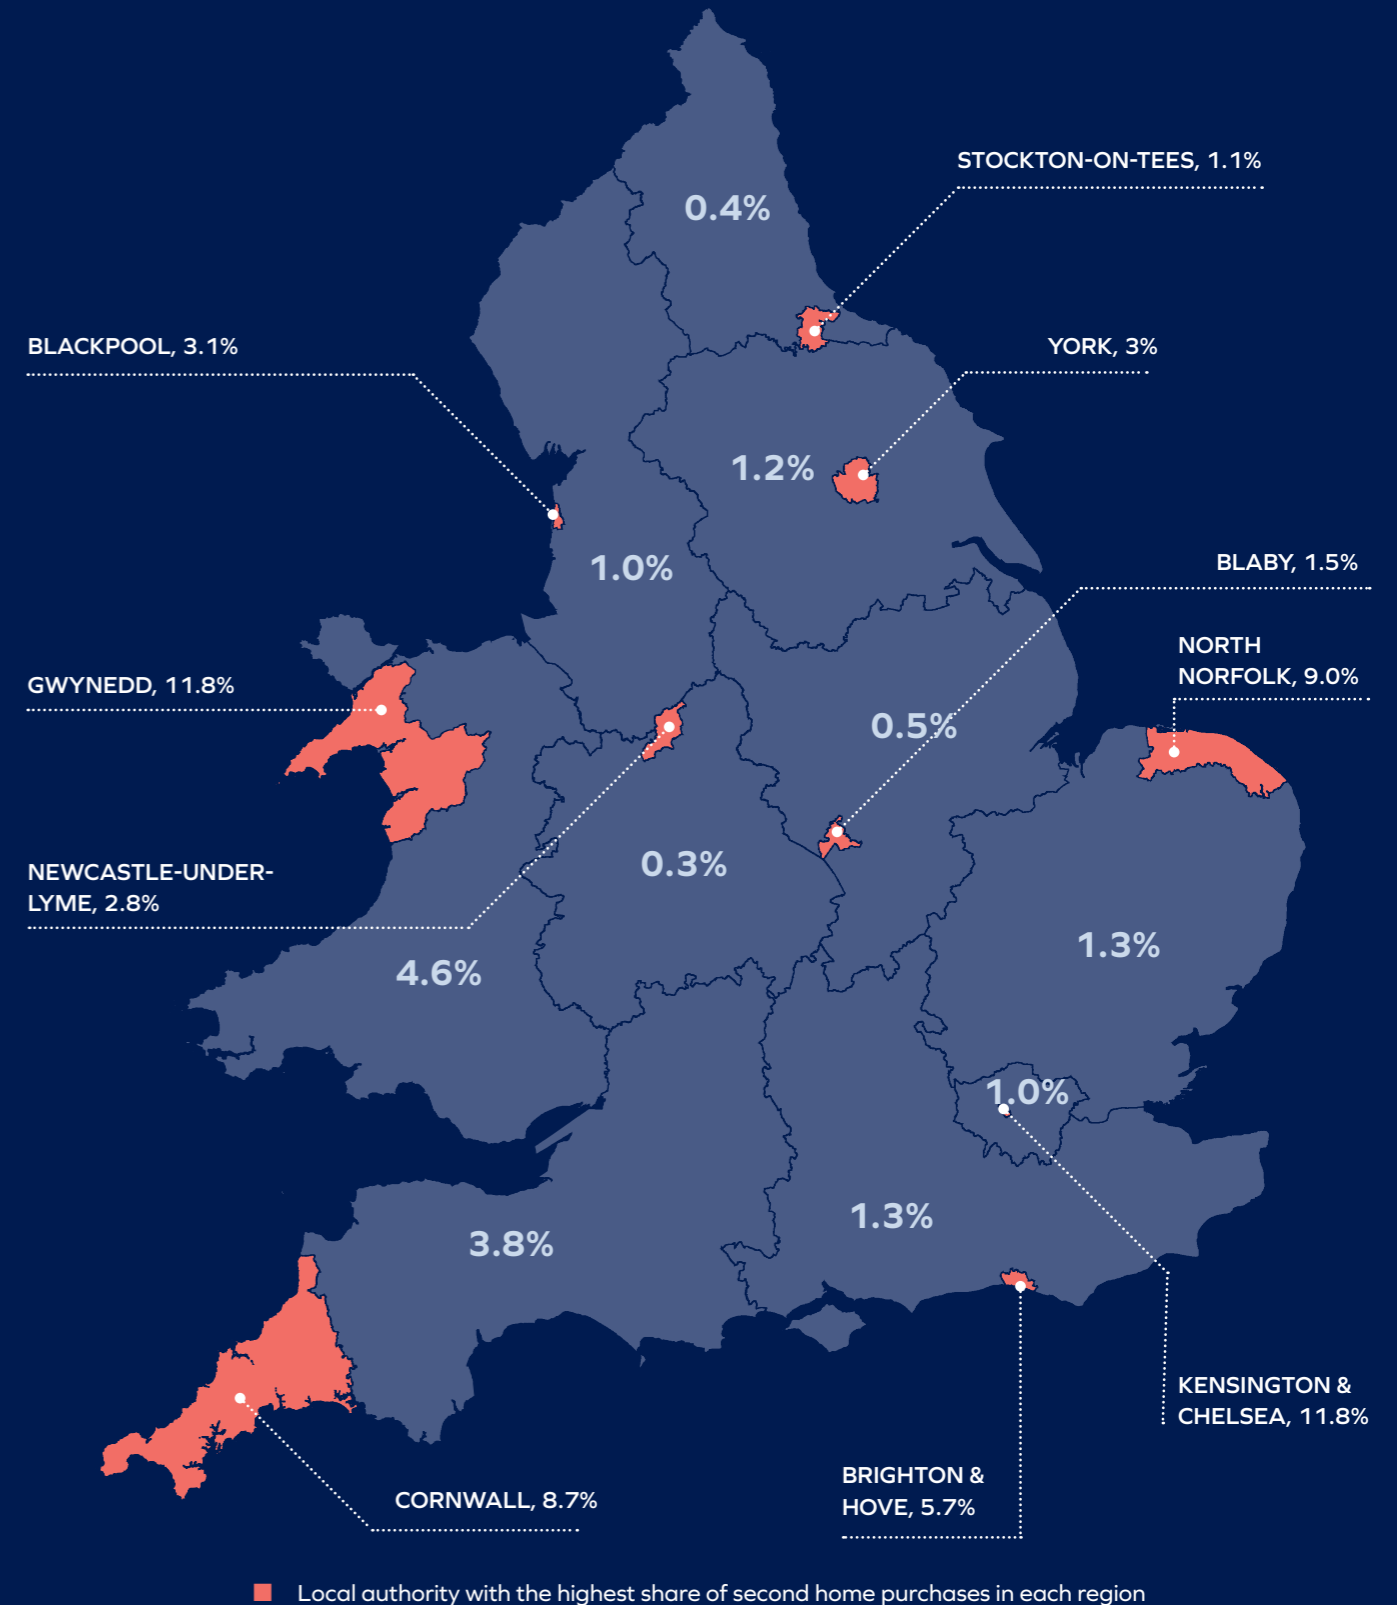 STOCKTON-ON-TEES, 1.1%
0.4%
BLACKPOOL, 3.1%
YORK, 3%
1.2%
1.0%
BLABY, 1.5%
NORTH
NORFOLK, 9.0%
GWYNEDD, 11.8%
0.5%
NEWCASTLE-UNDER-
LYME, 2.8%
0.3%
1.3%
4.6%
1.0%
1.3%
3.8%
KENSINGTON &
CHELSEA, 11.8%
BRIGHTON &
HOVE, 5.7%
CORNWALL, 8.7%
Local authority with the highest share of second home purchases in each region